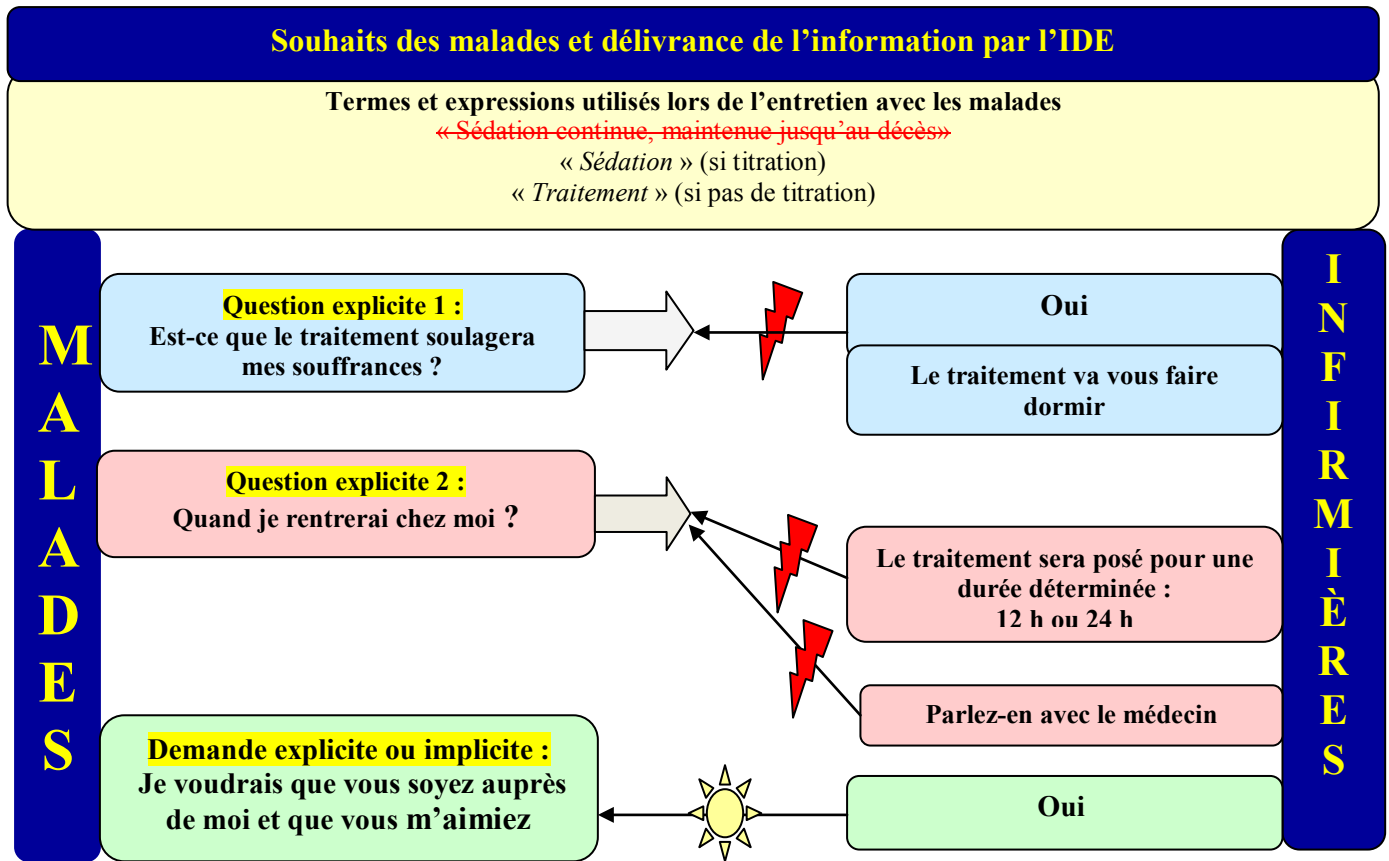 Souhaits des malades et délivrance de l’information par l’IDE
Termes et expressions utilisés lors de l’entretien avec les malades
« Sédation continue, maintenue jusqu’au décès»
« Sédation » (si titration)
« Traitement » (si pas de titration)
MALADES
Question explicite 1 :
Est-ce que le traitement soulagera
mes souffrances ?
Oui
Le traitement va vous faire
dormir
Question explicite 2 :
Quand je rentrerai chez moi ?
Le traitement sera posé pour une
durée déterminée :
12 h ou 24 h
Parlez-en avec le médecin
Demande explicite ou implicite :
Je voudrais que vous soyez auprès
de moi et que vous m’aimiez
Oui
INFIRMIÈRES